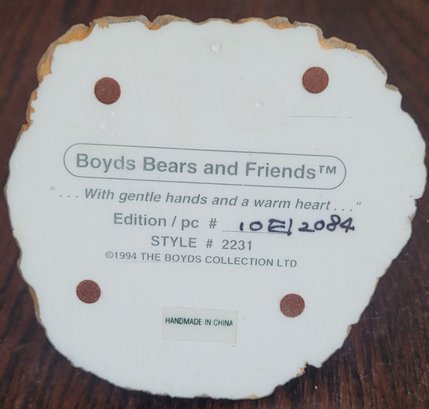 Boyds Bears and Friends™
"... With gentle hands and a warm heart ..."
Edition / pc # 10E/2084
STYLE # 2231
©1994 THE BOYDS COLLECTION LTD
HANDMADE IN CHINA